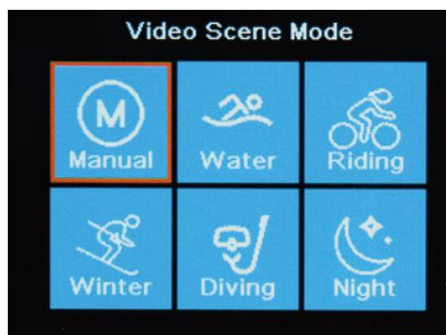 Video Scene Mode
M
Manual
Water
Riding
Winter
Diving
Night